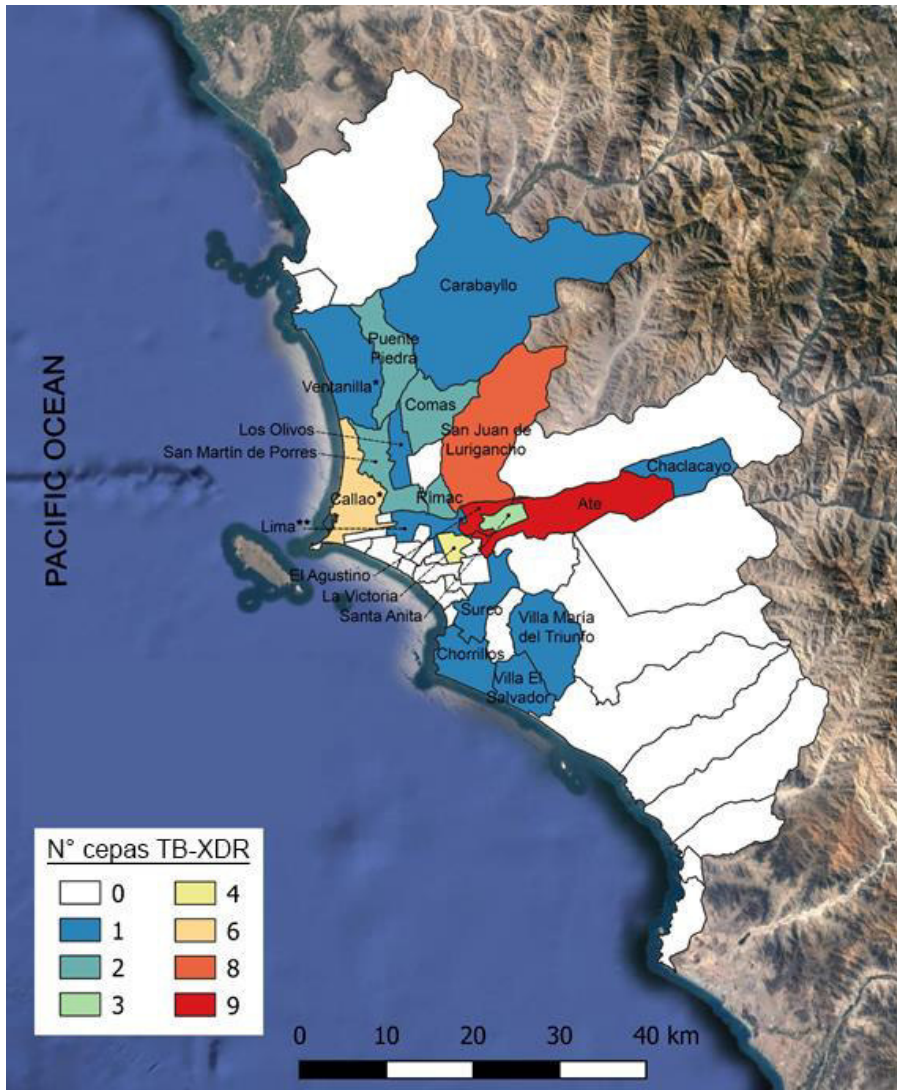 PACIFIC OCEAN
Carabayllo
Puente
Piedra
Ventanilla*
Comas
Los Olivos
San Juan de
Lurigancho
San Martín de Porres
Chaclacayo
Callao*
Rimac
Ate
Lima**
El Agustino
La Victoria
Santa Anita
Surco
Villa María
del Triunfo
Chorrillos
Villa El
Salvador
N° cepas TB-XDR
0
1
2
3
4
6
8
9
0 10 20 30 40 km